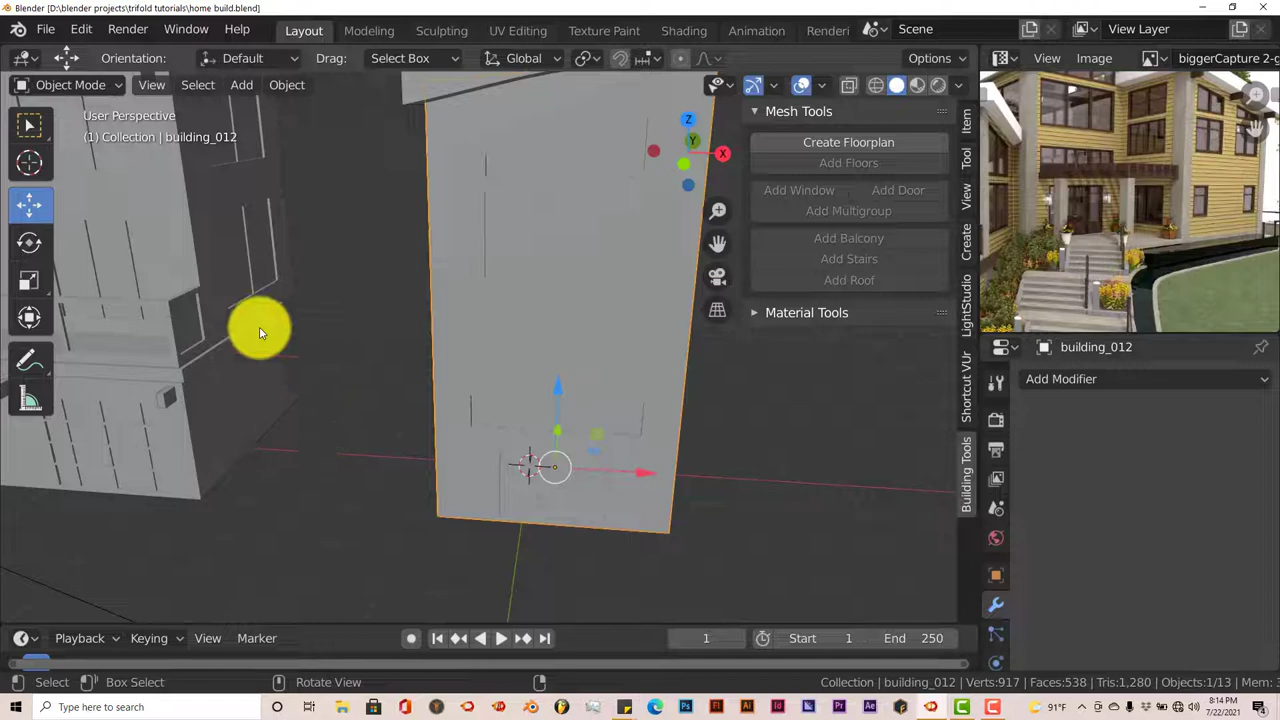 Blender [D:\blender projects\trifold tutorials\home build.blend]
File Edit Render Window Help Layout Modeling Sculpting UV Editing Texture Paint Shading Animation Renderi Scene View Layer
Orientation: Default Drag: Select Box Global Options View Image biggerCapture 2-g
Object Mode View Select Add Object
User Perspective
(1) Collection | building_012
Z
Y
X
Mesh Tools
Create Floorplan
Add Floors
Add Window Add Door
Add Multigroup
Add Balcony
Add Stairs
Add Roof
Material Tools
Item
Tool
View
Create
LightStudio
Shortcut VUr
Building Tools
building_012
Add Modifier
Playback Keying View Marker 1 Start 1 End 250
Select Box Select Rotate View Collection | building_012 | Verts:917 | Faces:538 | Tris:1,280 | Objects:1/13 | Mem: 3
Type here to search 91°F 8:14 PM
7/22/2021